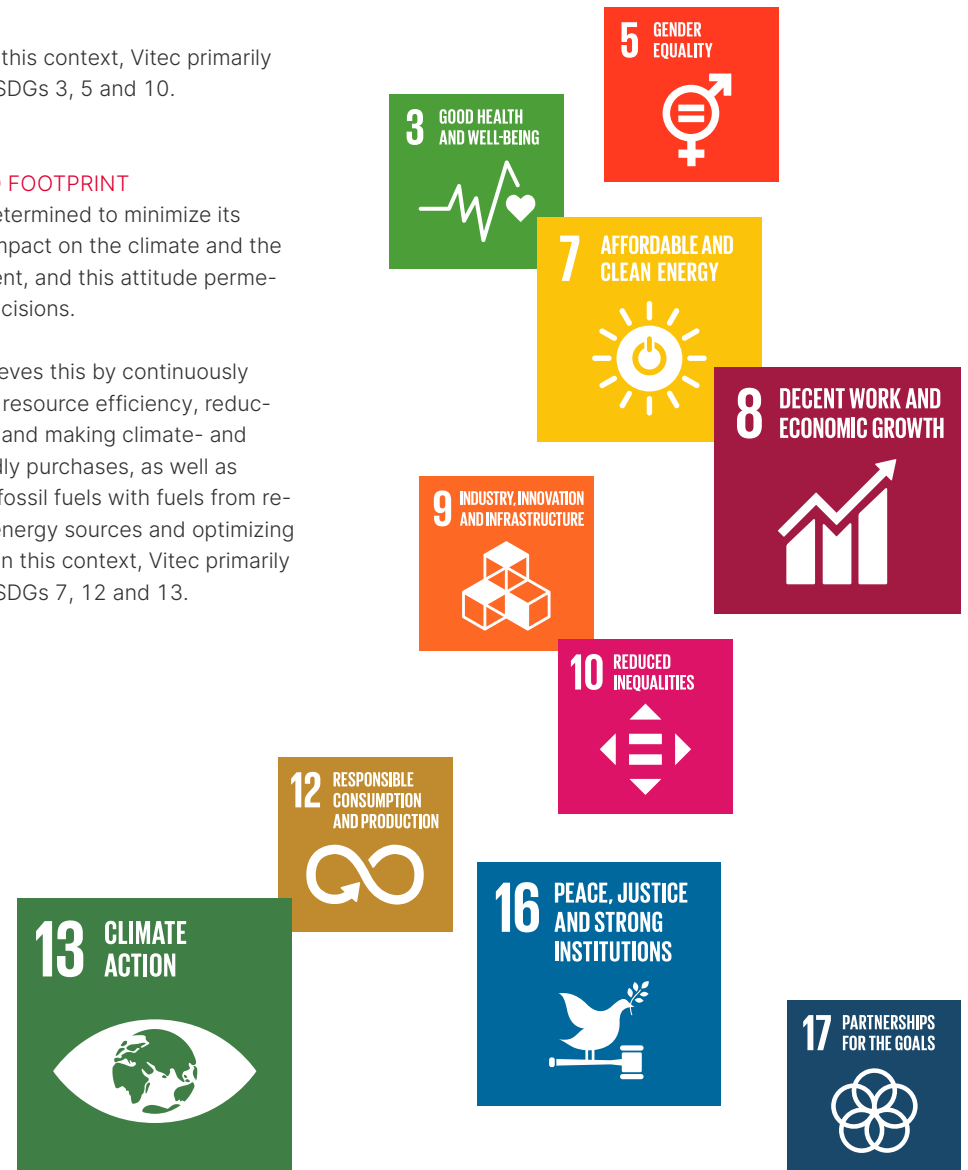 this context, Vitec primarily
SDGs 3, 5 and 10.
FOOTPRINT
etermined to minimize its
mpact on the climate and the
ent, and this attitude perme-
cisions.
eves this by continuously
resource efficiency, reduc-
and making climate- and
dly purchases, as well as
fossil fuels with fuels from re-
energy sources and optimizing
n this context, Vitec primarily
SDGs 7, 12 and 13.
5 GENDER
EQUALITY
3 GOOD HEALTH
AND WELL-BEING
7 AFFORDABLE AND
CLEAN ENERGY
8 DECENT WORK AND
ECONOMIC GROWTH
9 INDUSTRY, INNOVATION
AND INFRASTRUCTURE
10 REDUCED
INEQUALITIES
12 RESPONSIBLE
CONSUMPTION
AND PRODUCTION
16 PEACE, JUSTICE
AND STRONG
INSTITUTIONS
13 CLIMATE
ACTION
17 PARTNERSHIPS
FOR THE GOALS